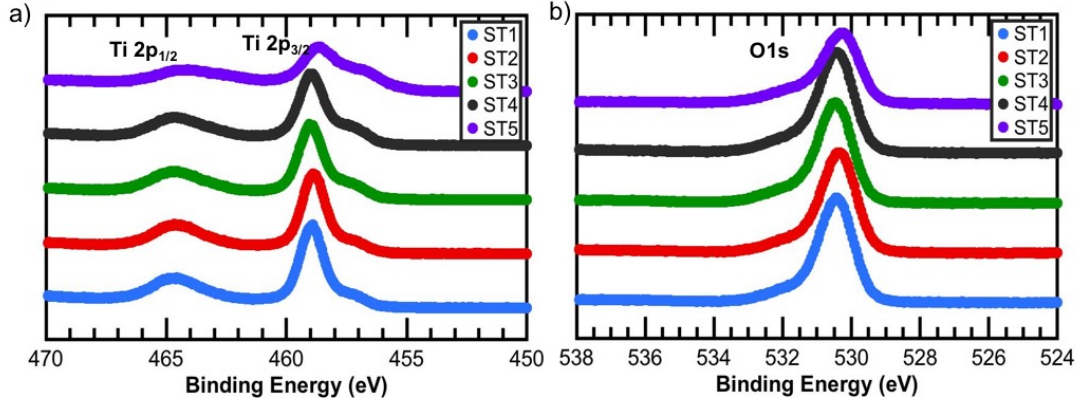 a)
Ti 2p1/2
Ti 2p3/2
ST1
ST2
ST3
ST4
ST5
470 465 460 455 450
Binding Energy (eV)
b)
O1s
ST1
ST2
ST3
ST4
ST5
538 536 534 532 530 528 526 524
Binding Energy (eV)